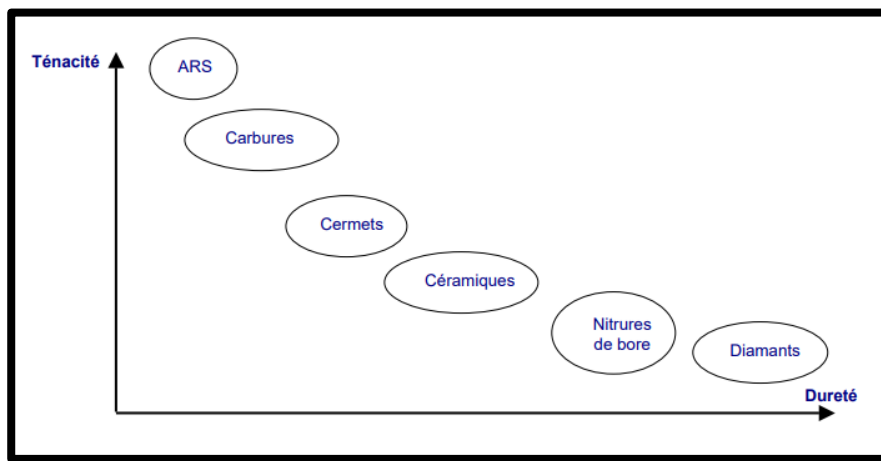 Ténacité
ARS
Carbures
Cermets
Céramiques
Nitrures
de bore
Diamants
Dureté